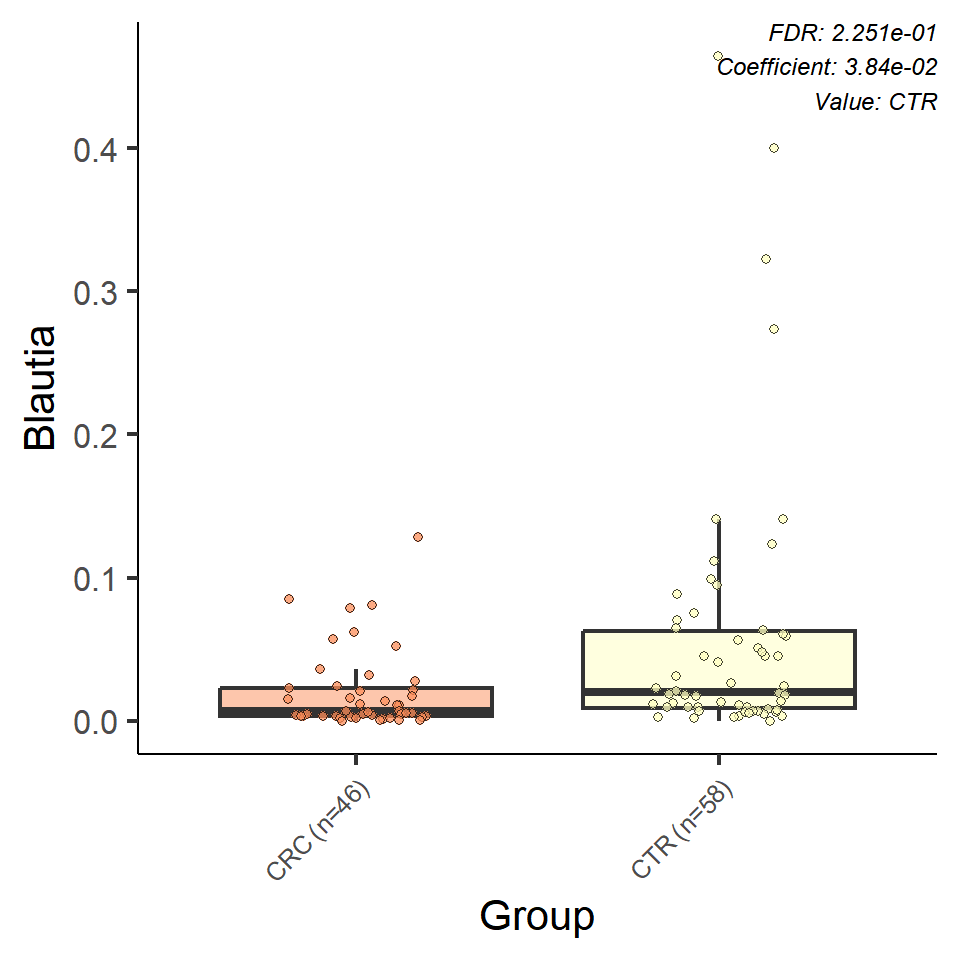 FDR: 2.251e-01
Coefficient: 3.84e-02
Value: CTR
Blautia
0.4
0.3
0.2
0.1
0.0
CRC (n=46)
CTR (n=58)
Group